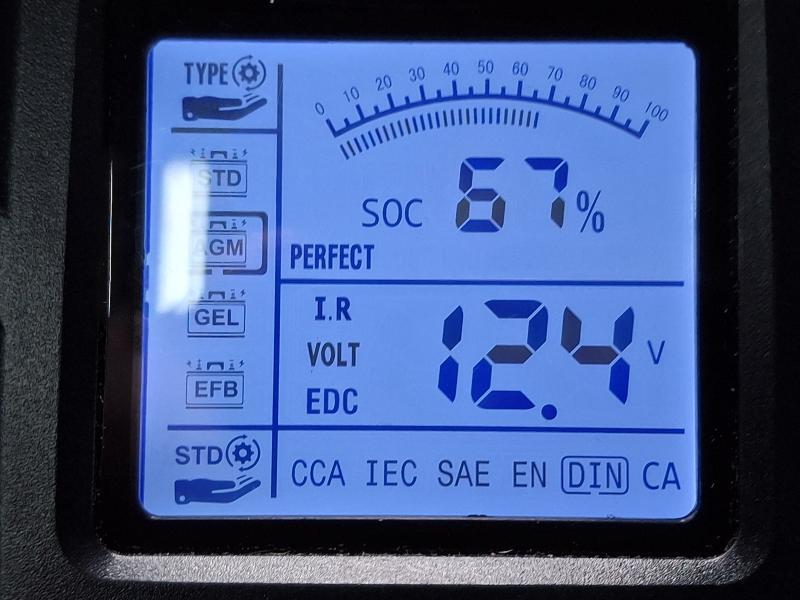 TYPE
STD
AGM
GEL
EFB
STD
0 10 20 30 40 50 60 70 80 90 100
SOC 67%
PERFECT
I.R
VOLT
EDC
12.4 V
CCA IEC SAE EN DIN CA